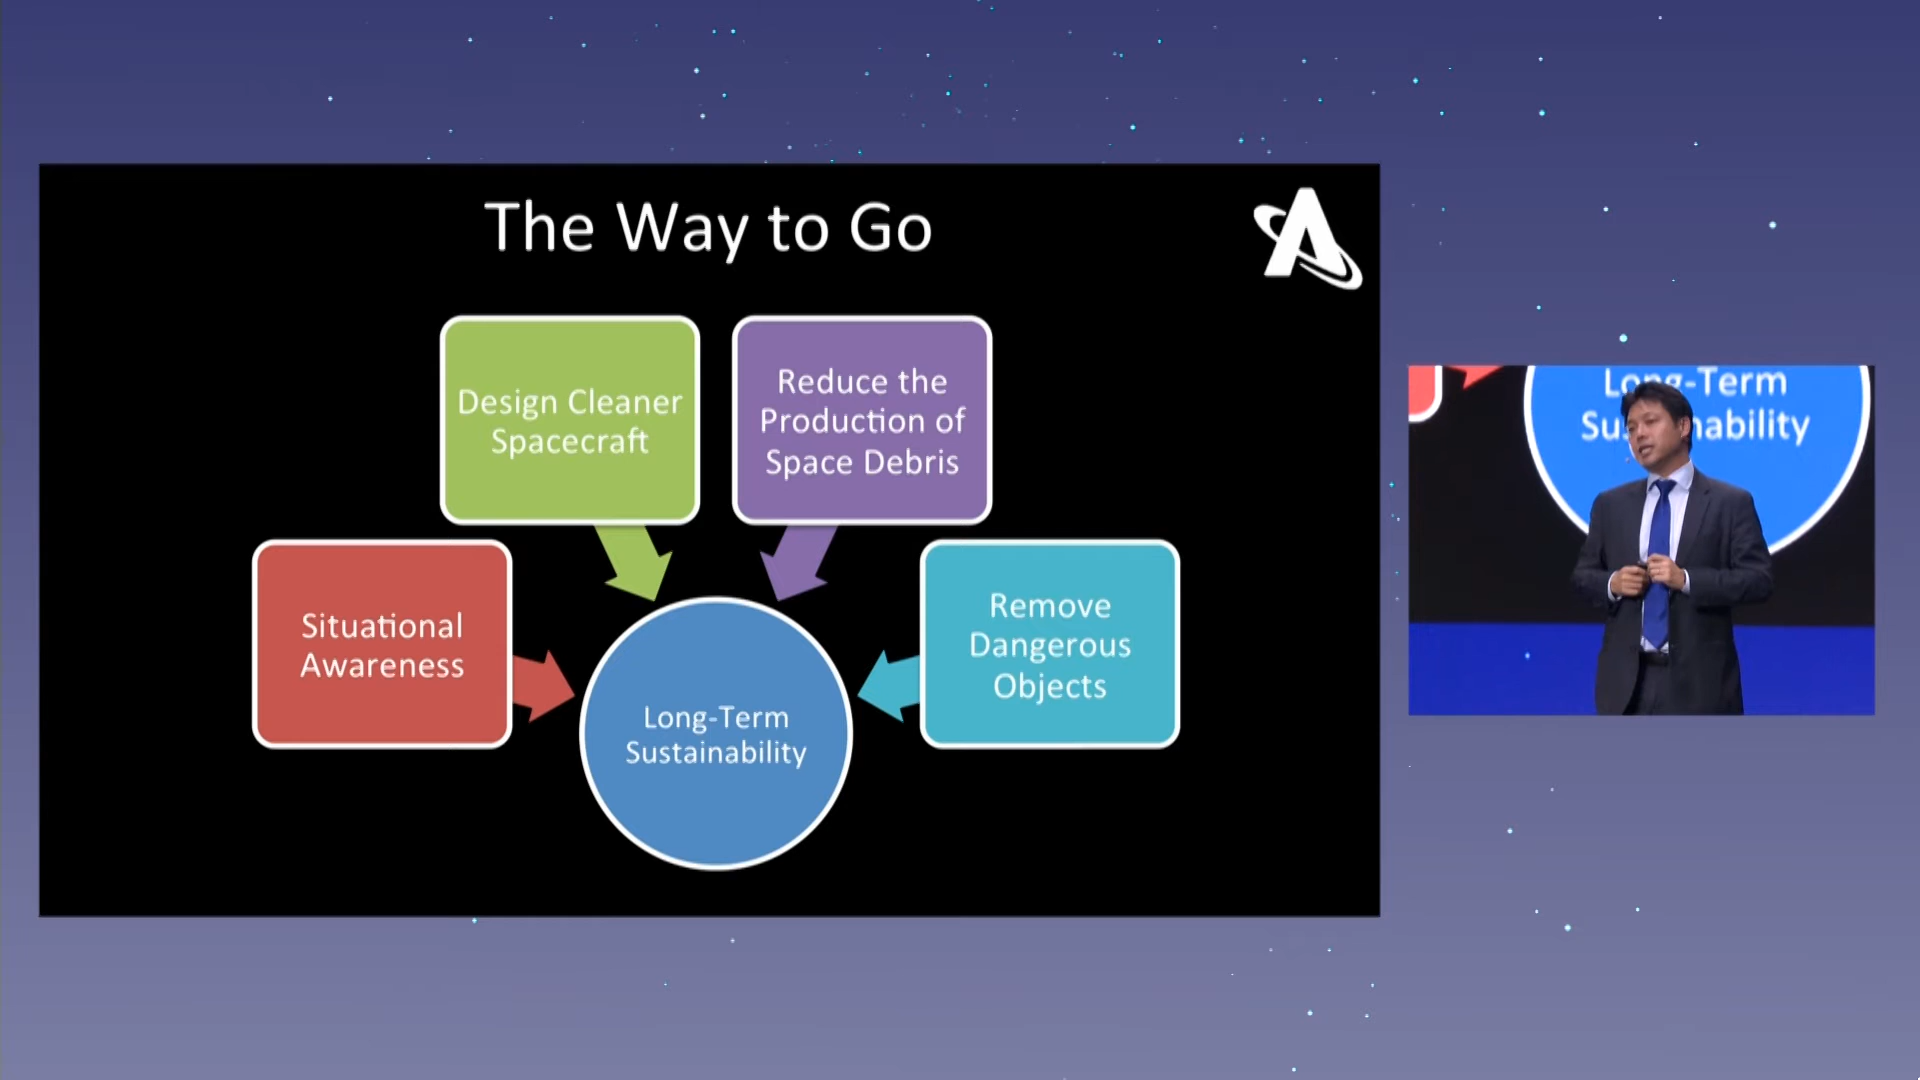 The Way to Go
Design Cleaner
Spacecraft
Reduce the
Production of
Space Debris
Situational
Awareness
Remove
Dangerous
Objects
Long-Term
Sustainability
Long-Term